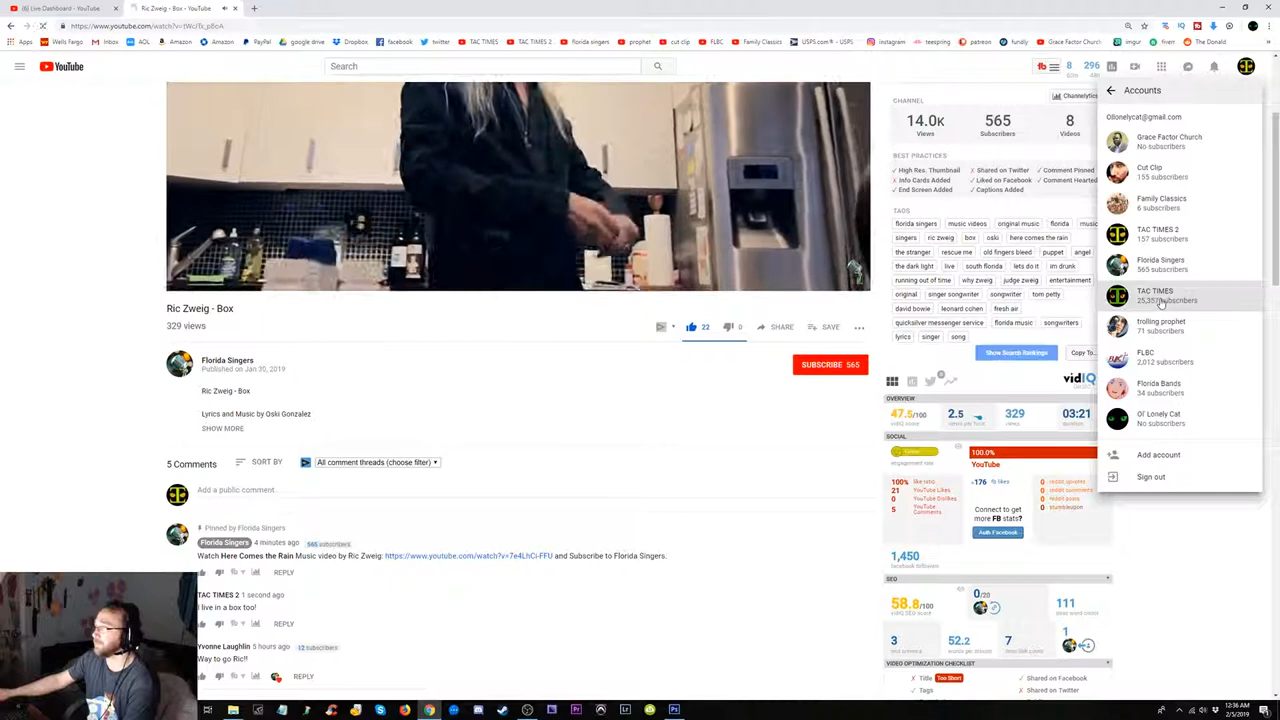 (6) Live Dashboard - YouTube
Ric Zweig - Box - YouTube
Apps Wells Fargo Inbox AOL Amazon Amazon PayPal google drive Dropbox facebook twitter TAC TIMES TAC TIMES 2 Florida singers prophet cut clip FLBC Family Classics USPS.com® - USPS instagram teespring patreon fundly Grace Factor Church imgur fiverr The Donald
YouTube
Search
8
296
Accounts
Ollonelycat@gmail.com
Grace Factor Church
No subscribers
Cut Clip
155 subscribers
Family Classics
6 subscribers
TAC TIMES 2
157 subscribers
Florida Singers
565 subscribers
TAC TIMES
trolling prophet
71 subscribers
FLBC
2,012 subscribers
Florida Bands
34 subscribers
Ol' Lonely Cat
No subscribers
Add account
Sign out
Ric Zweig - Box
329 views
22 0 SHARE SAVE
Florida Singers
Published on Jan 30, 2019
SUBSCRIBE 565
Ric Zweig - Box
Lyrics and Music by Oski Gonzalez
SHOW MORE
5 Comments SORT BY All comment threads (choose filter)
Add a public comment.
Pinned by Florida Singers
Florida Singers 4 minutes ago 565 subscribers
Watch Here Comes the Rain Music video by Ric Zweig: https://www.youtube.com/watch?v=7e4LhCi-FFU and Subscribe to Florida Singers.
REPLY
TAC TIMES 2 1 second ago
I live in a box too!
REPLY
Yvonne Laughlin 5 hours ago 12 subscribers
Way to go Ric!!
REPLY
CHANNEL
Channelytics
14.0K 565 8
Views Subscribers Videos
BEST PRACTICES
✓ High Res. Thumbnail ✗ Shared on Twitter ✓ Comment Pinned
✗ Info Cards Added ✓ Liked on Facebook ✓ Comment Hearted
✓ End Screen Added ✓ Captions Added
TAGS
florida singers music videos original music florida
singers ric zweig box oski here comes the rain
the stranger rescue me old fingers bleed puppet angel
the dark light live south florida lets do it im drunk
running out of time why zweig judge zweig entertainment
original singer songwriter songwriter tom petty
david bowie leonard cohen fresh air
quicksilver messenger service florida music songwriters
lyrics singer song
Show Search Rankings Copy To..
vidIQ
OVERVIEW
47.5/100 2.5 329 03:21
SOCIAL
100.0%
YouTube
100% like ratio
21 YouTube Likes
0 YouTube Dislikes
5 YouTube Comments
Connect to get
more FB stats?
Auth Facebook
1,450
SEO
58.8/100 0/20 111
3 52.2 7 1
VIDEO OPTIMIZATION CHECKLIST
✗ Title Too Short ✓ Shared on Facebook
✓ Tags ✗ Shared on Twitter
12:36 AM
2/5/2019